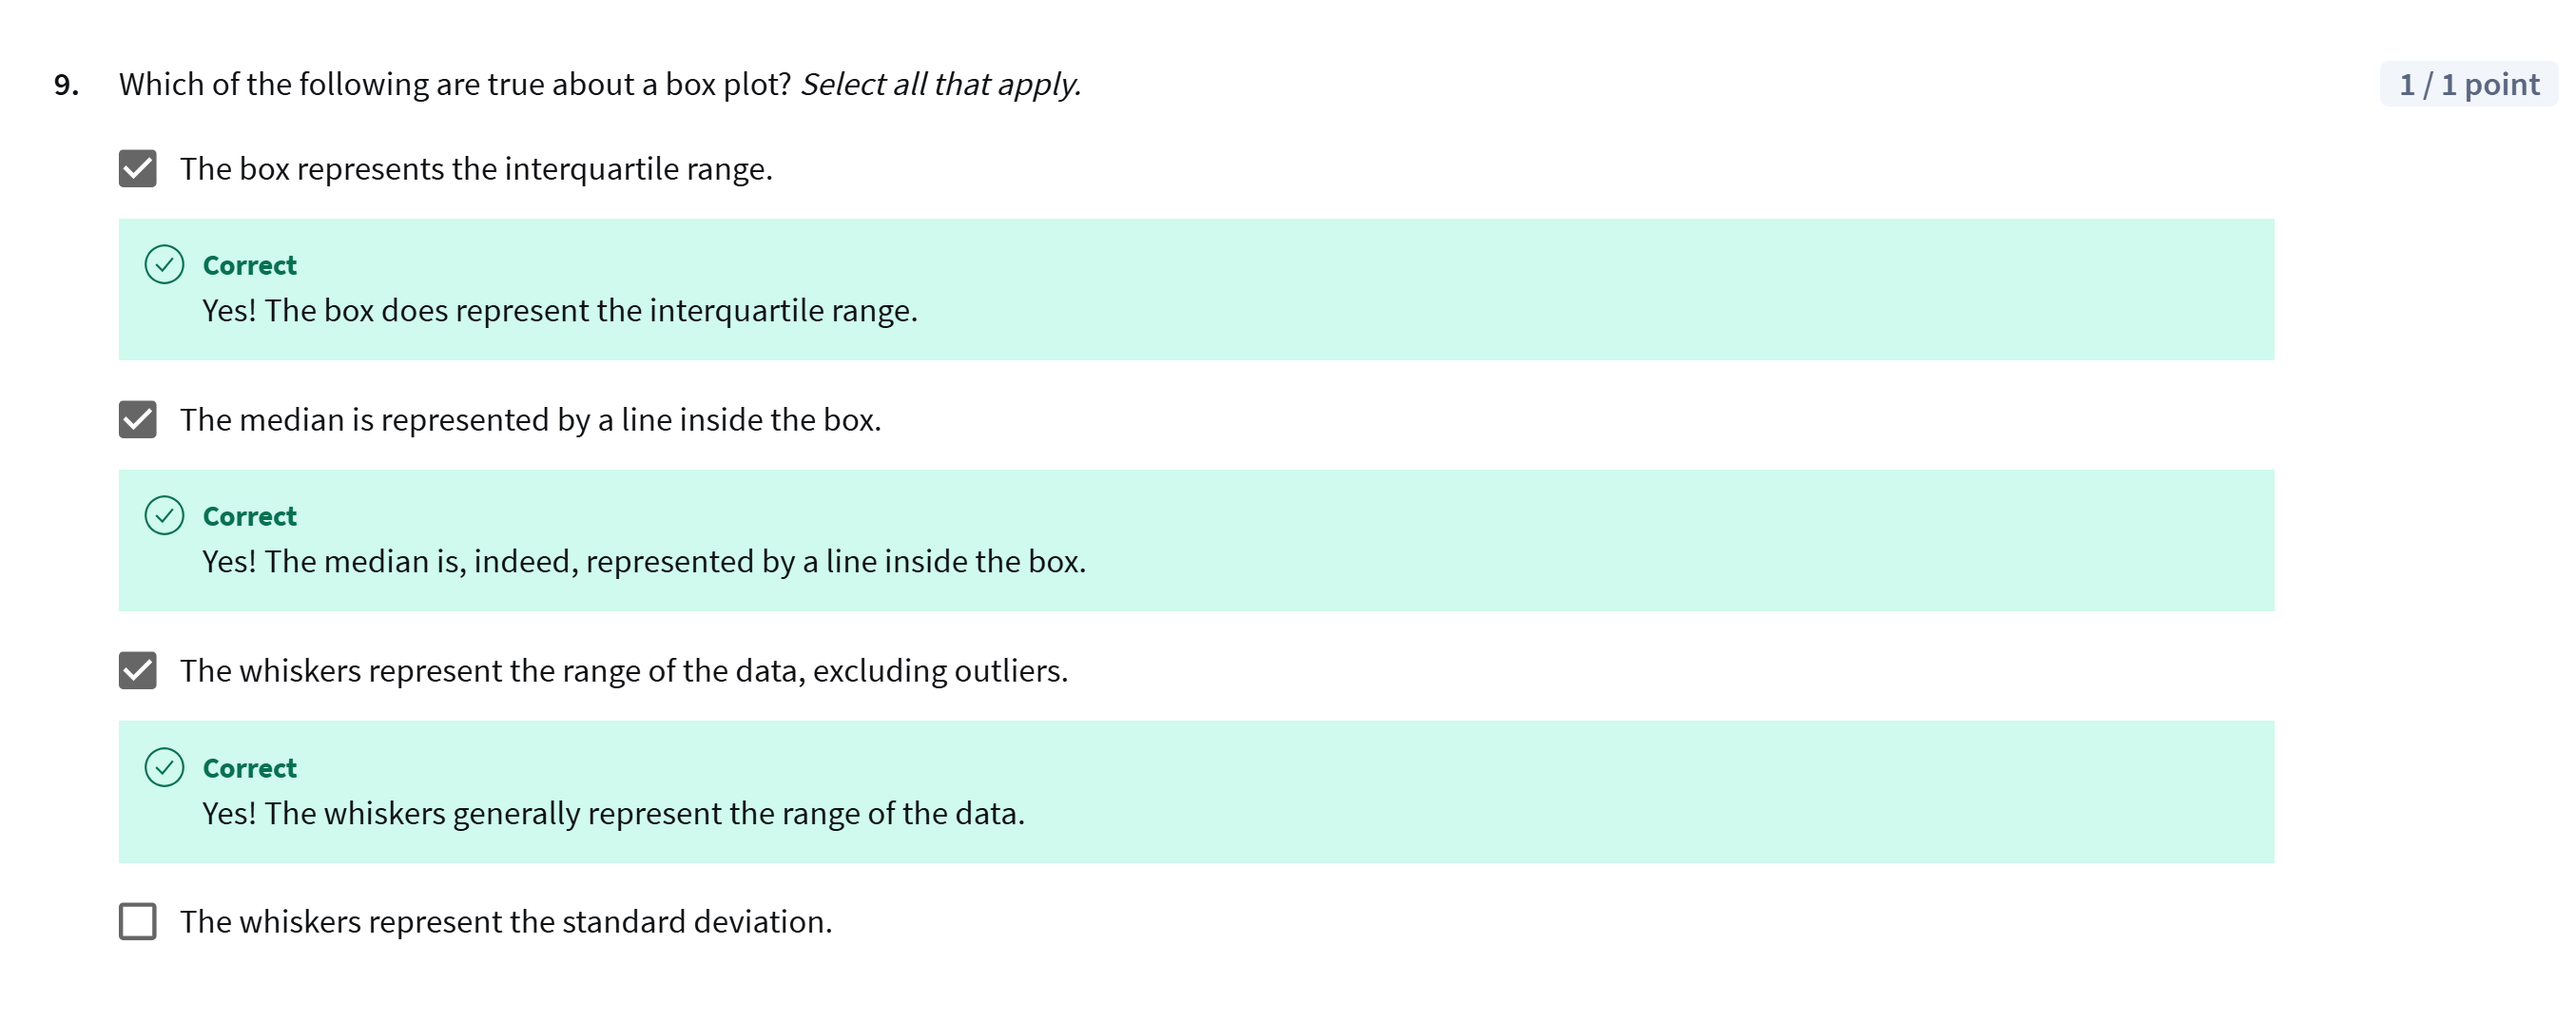 9. Which of the following are true about a box plot? Select all that apply.
1 / 1 point
The box represents the interquartile range.
Correct
Yes! The box does represent the interquartile range.
The median is represented by a line inside the box.
Correct
Yes! The median is, indeed, represented by a line inside the box.
The whiskers represent the range of the data, excluding outliers.
Correct
Yes! The whiskers generally represent the range of the data.
The whiskers represent the standard deviation.